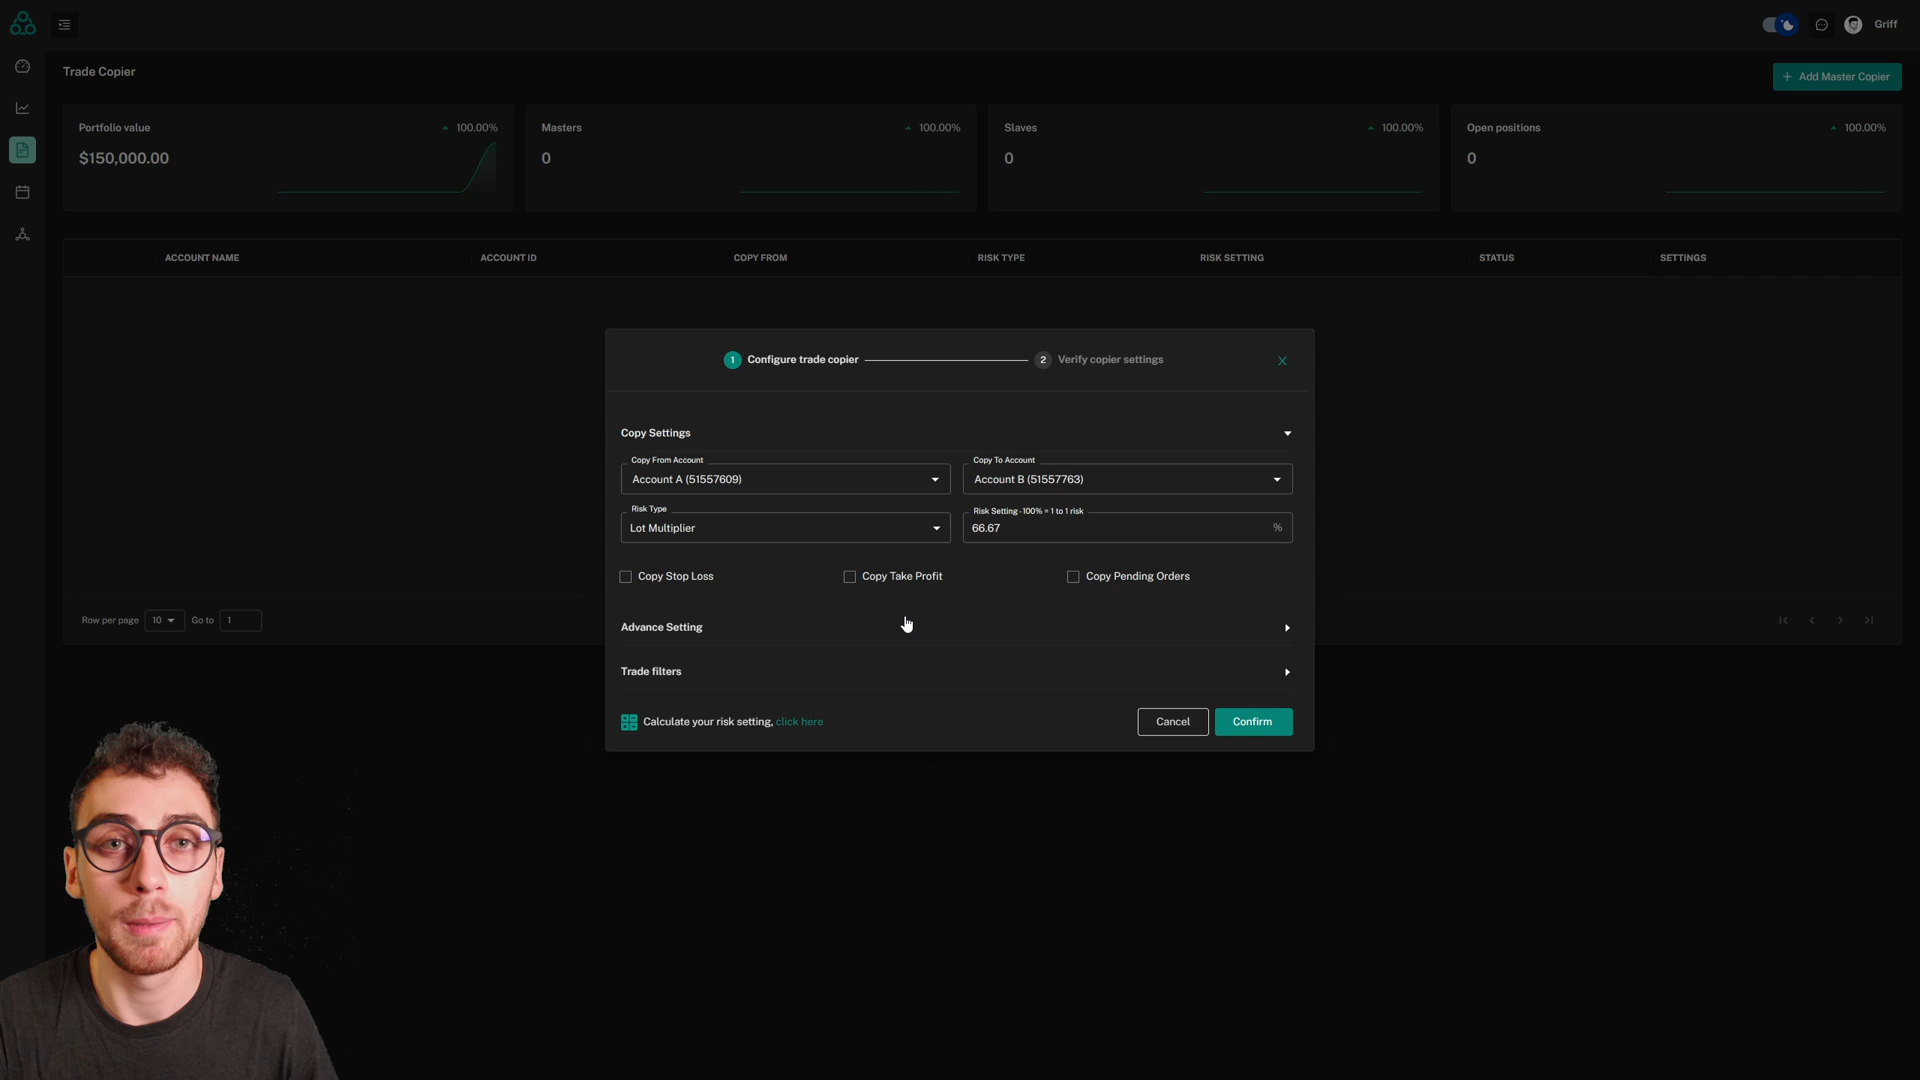 Griff
Trade Copier
+ Add Master Copier
Portfolio value
100.00%
$150,000.00
Masters
100.00%
0
Slaves
100.00%
0
Open positions
100.00%
0
ACCOUNT NAME
ACCOUNT ID
COPY FROM
RISK TYPE
RISK SETTING
STATUS
SETTINGS
1 Configure trade copier
2 Verify copier settings
X
Copy Settings
Copy From Account
Account A (51557609)
Copy To Account
Account B (51557763)
Risk Type
Lot Multiplier
Risk Setting - 100% = 1 to 1 risk
66.67 %
Copy Stop Loss
Copy Take Profit
Copy Pending Orders
Advance Setting
Trade filters
Calculate your risk setting, click here
Cancel
Confirm
Row per page 10 Go to 1